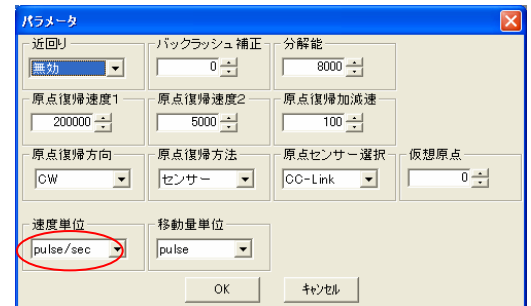 パラメータ
近回り バックラッシュ補正 分解能
無効 0 8000
原点復帰速度1 原点復帰速度2 原点復帰加減速
200000 5000 100
原点復帰方向 原点復帰方法 原点センサー選択 仮想原点
CW センサー CC-Link 0
速度単位 移動量単位
pulse/sec pulse
OK キャンセル